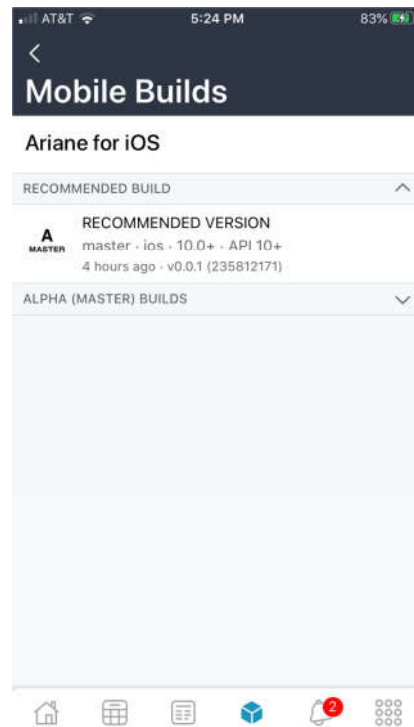 AT&T 5:24 PM 83%
Mobile Builds
Ariane for iOS
RECOMMENDED BUILD
RECOMMENDED VERSION
A
MASTER
master · ios · 10.0+ · API 10+
4 hours ago · v0.0.1 (235812171)
ALPHA (MASTER) BUILDS
2